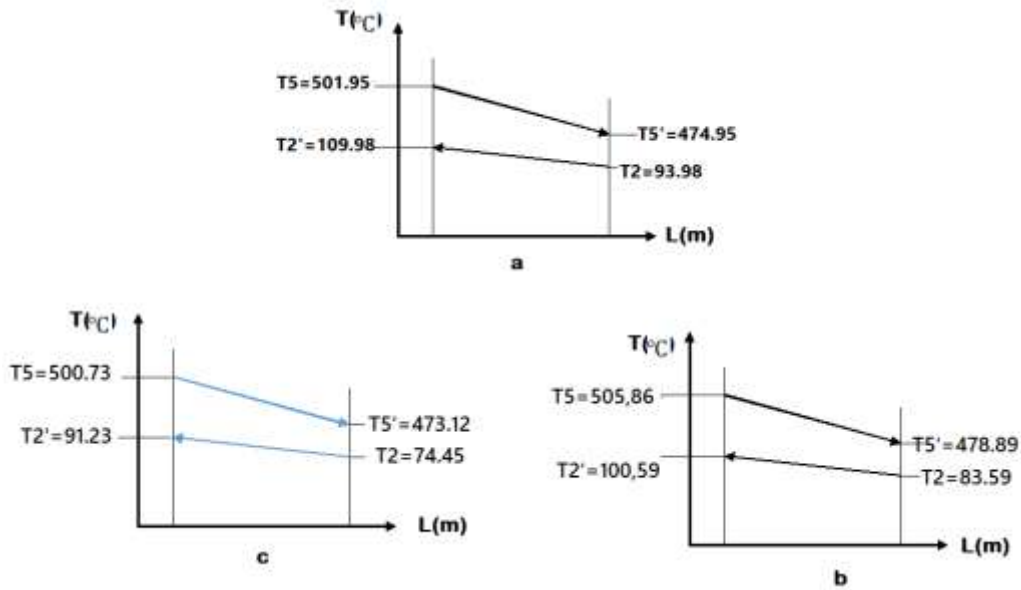 T(°C)
T5=501.95
T5'=474.95
T2'=109.98
T2=93.98
L(m)
a
T(°C)
T5=500.73
T5'=473.12
T2'=91.23
T2=74.45
L(m)
c
T(°C)
T5=505,86
T5'=478.89
T2'=100,59
T2=83.59
L(m)
b